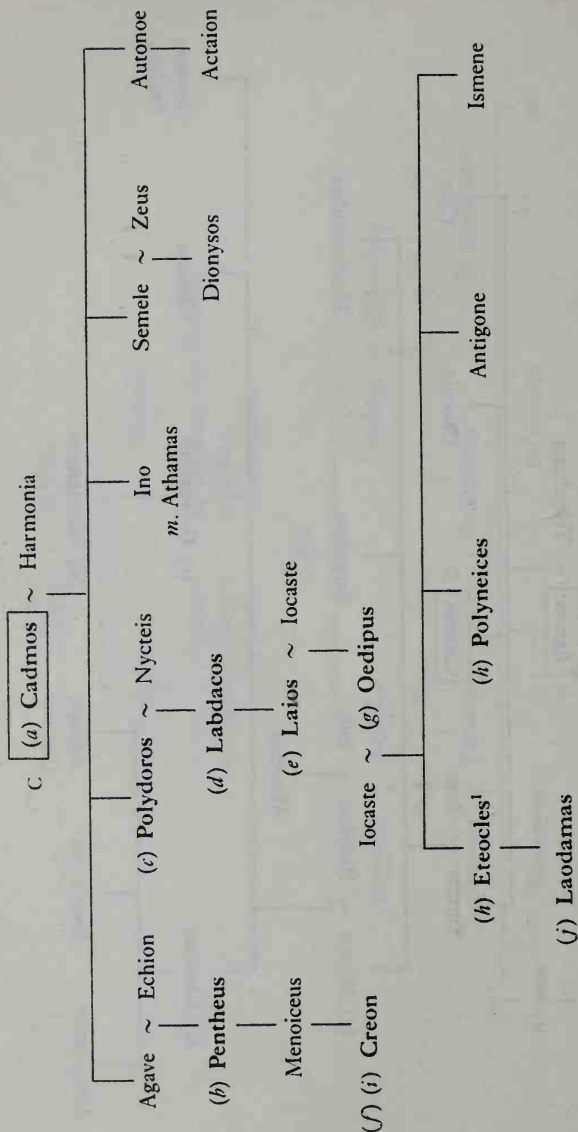 C (a) Cadmos ~ Harmonia
Agave ~ Echion (c) Polydoros ~ Nycteis Ino Semele ~ Zeus Autonoe
m. Athamas
(b) Pentheus (d) Labdacos Dionysos Actaion
Menoiceus (e) Laios ~ Iocaste
(f) (i) Creon Iocaste ~ (g) Oedipus
(h) Eteocles¹ (h) Polyneices Antigone Ismene
(j) Laodamas